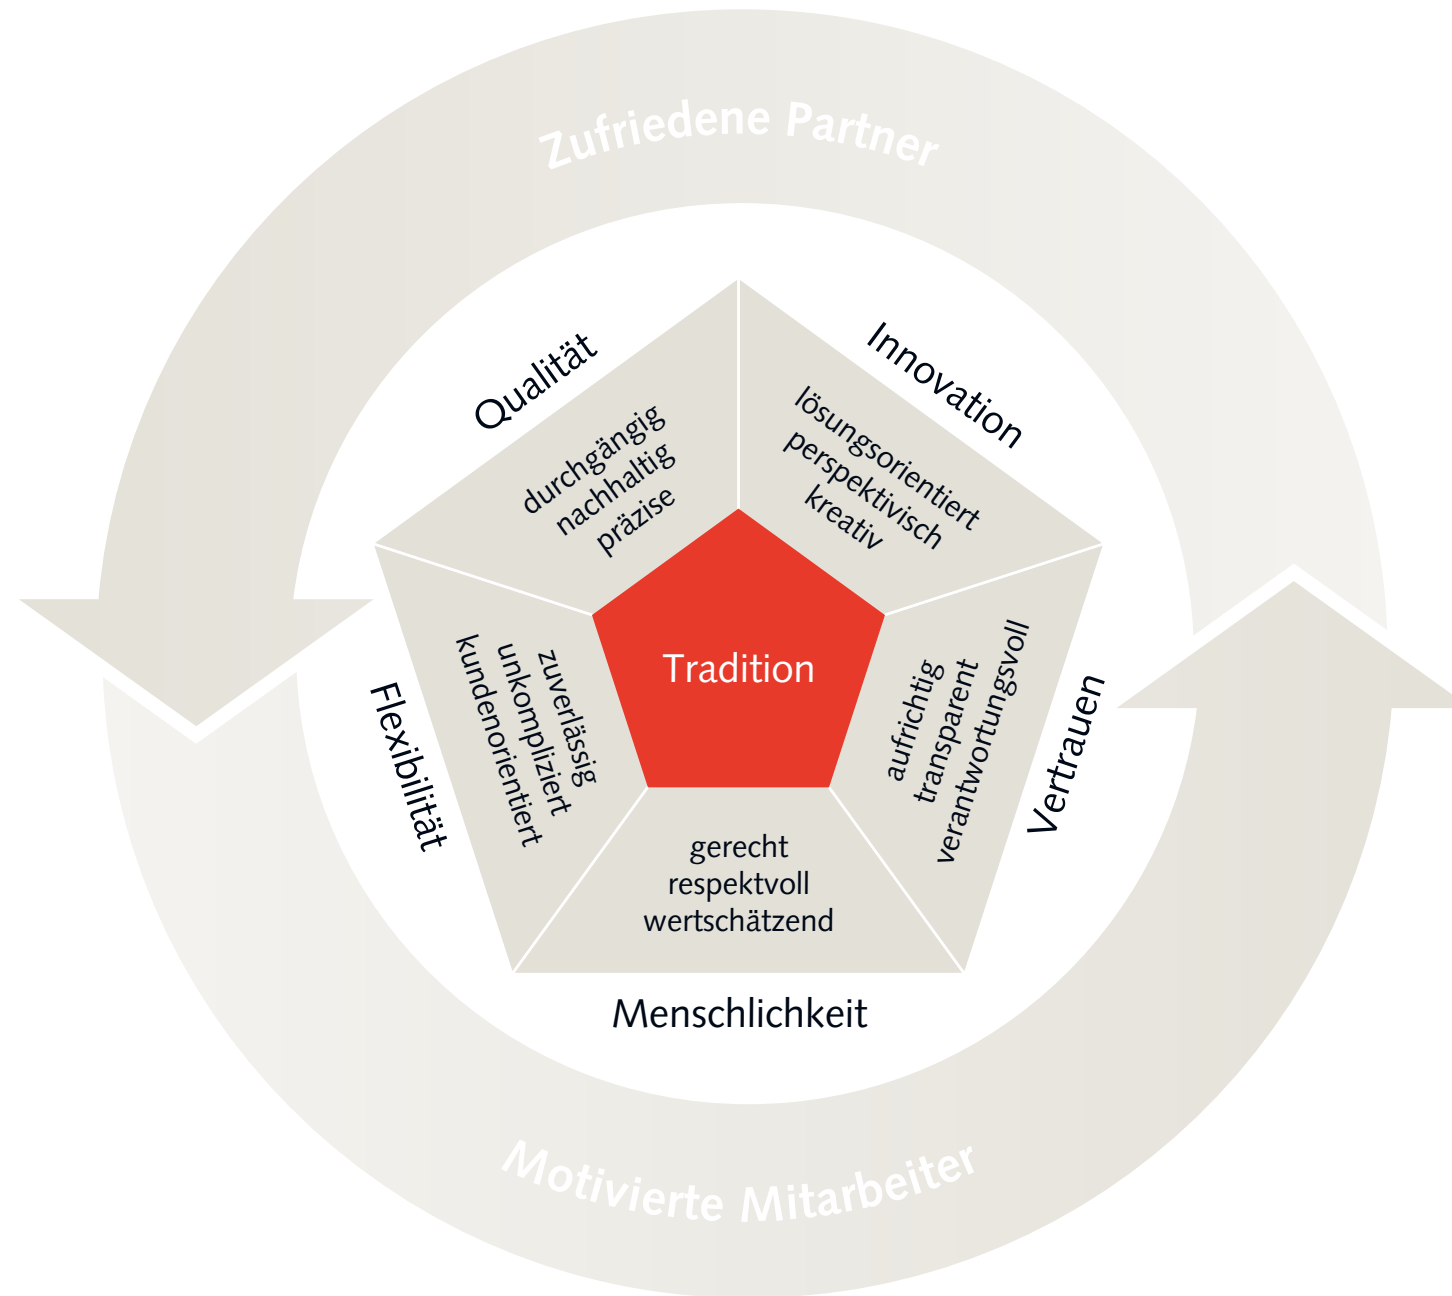 Zufriedene Partner
Qualität
durchgängig
nachhaltig
präzise
Innovation
lösungsorientiert
perspektivisch
kreativ
Tradition
Flexibilität
zuverlässig
unkompliziert
kundenorientiert
aufrichtig
transparent
verantwortungsvoll
Vertrauen
gerecht
respektvoll
wertschätzend
Menschlichkeit
Motivierte Mitarbeiter